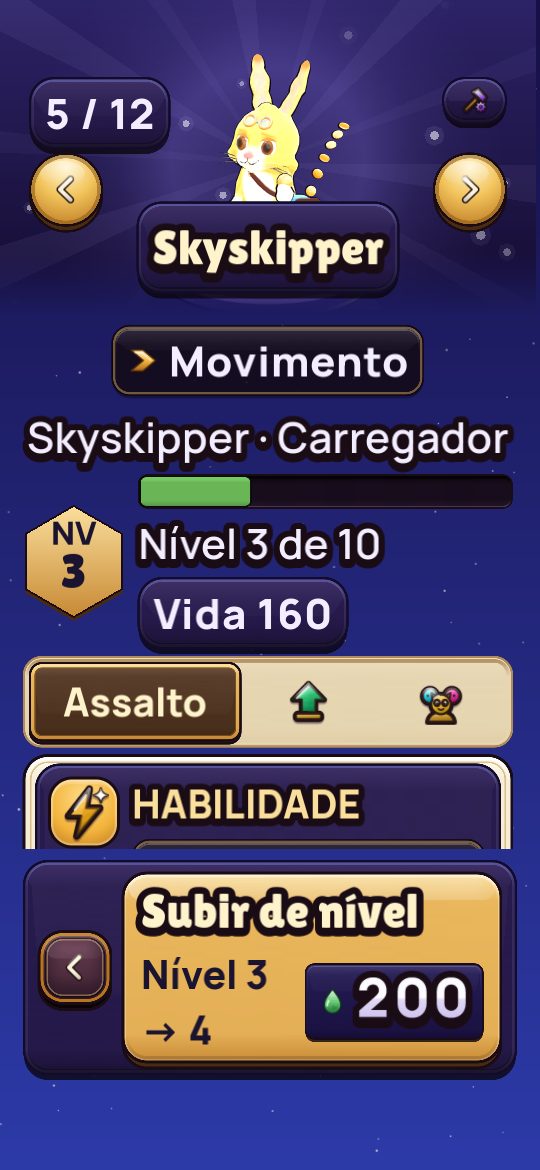 5 / 12
Skyskipper
Movimento
Skyskipper · Carregador
NV
3
Nível 3 de 10
Vida 160
Assalto
HABILIDADE
Subir de nível
Nível 3
→ 4
200